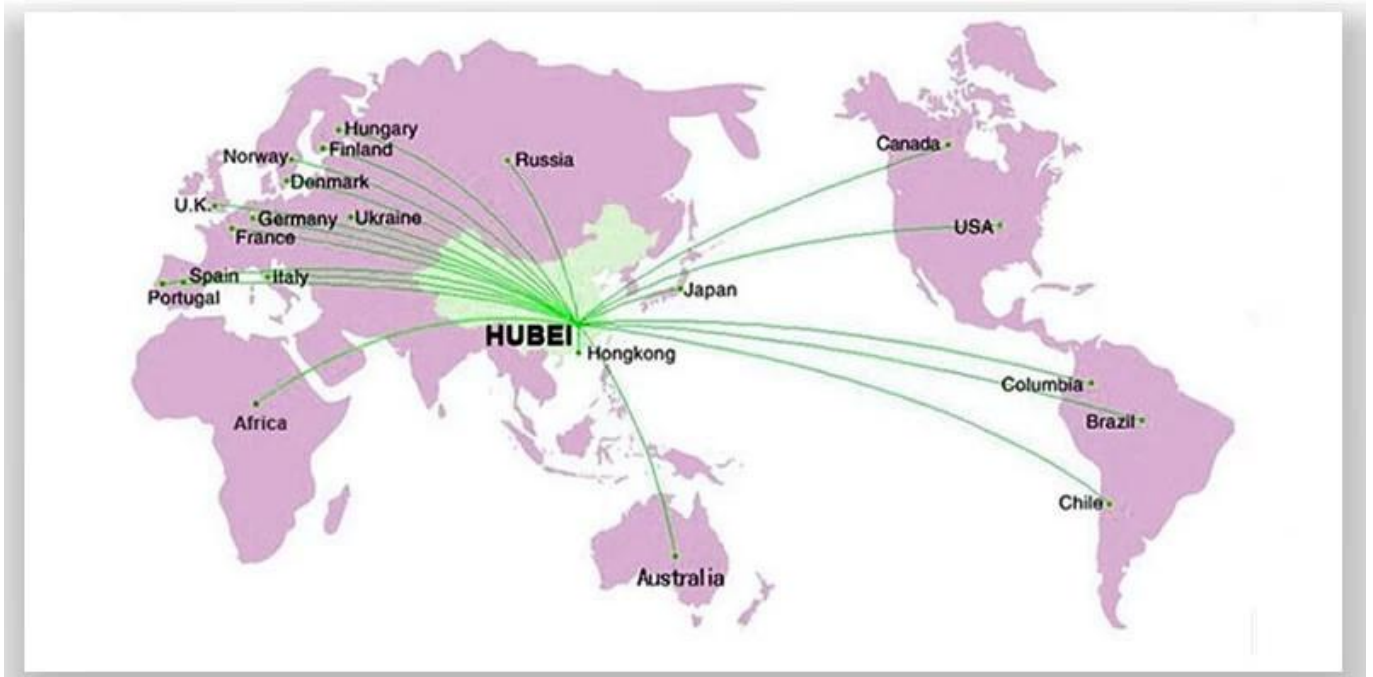 Hungary
Finland
Norway
Russia
Canada
Denmark
U.K.
Germany
Ukraine
France
USA
Spain
Italy
Portugal
Japan
HUBEI
Hongkong
Columbia
Africa
Brazil
Chile
Australia